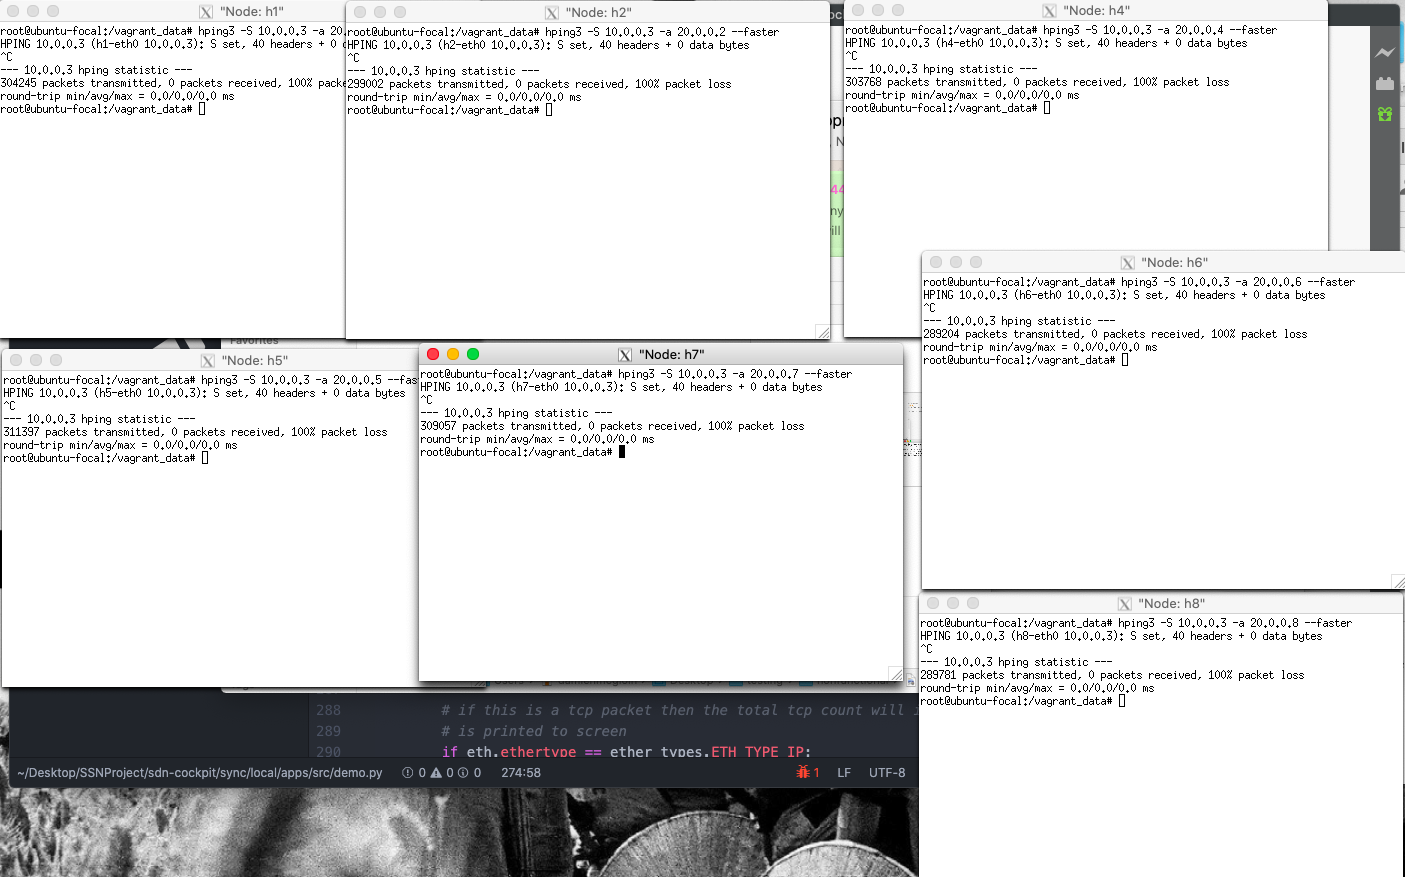 "Node: h1"
root@ubuntu-focal:/vagrant_data# hping3 -S 10.0.0.3 -a 20.
HPING 10.0.0.3 (h1-eth0 10.0.0.3): S set, 40 headers + 0
^C
--- 10.0.0.3 hping statistic ---
304245 packets transmitted, 0 packets received, 100% pack
round-trip min/avg/max = 0.0/0.0/0.0 ms
root@ubuntu-focal:/vagrant_data#
"Node: h2"
root@ubuntu-focal:/vagrant_data# hping3 -S 10.0.0.3 -a 20.0.0.2 --faster
HPING 10.0.0.3 (h2-eth0 10.0.0.3): S set, 40 headers + 0 data bytes
^C
--- 10.0.0.3 hping statistic ---
299002 packets transmitted, 0 packets received, 100% packet loss
round-trip min/avg/max = 0.0/0.0/0.0 ms
root@ubuntu-focal:/vagrant_data#
"Node: h4"
root@ubuntu-focal:/vagrant_data# hping3 -S 10.0.0.3 -a 20.0.0.4 --faster
HPING 10.0.0.3 (h4-eth0 10.0.0.3): S set, 40 headers + 0 data bytes
^C
--- 10.0.0.3 hping statistic ---
303768 packets transmitted, 0 packets received, 100% packet loss
round-trip min/avg/max = 0.0/0.0/0.0 ms
root@ubuntu-focal:/vagrant_data#
"Node: h6"
root@ubuntu-focal:/vagrant_data# hping3 -S 10.0.0.3 -a 20.0.0.6 --faster
HPING 10.0.0.3 (h6-eth0 10.0.0.3): S set, 40 headers + 0 data bytes
^C
--- 10.0.0.3 hping statistic ---
289204 packets transmitted, 0 packets received, 100% packet loss
round-trip min/avg/max = 0.0/0.0/0.0 ms
root@ubuntu-focal:/vagrant_data#
Favorites
"Node: h5"
root@ubuntu-focal:/vagrant_data# hping3 -S 10.0.0.3 -a 20.0.0.5 --fas
HPING 10.0.0.3 (h5-eth0 10.0.0.3): S set, 40 headers + 0 data bytes
^C
--- 10.0.0.3 hping statistic ---
311397 packets transmitted, 0 packets received, 100% packet loss
round-trip min/avg/max = 0.0/0.0/0.0 ms
root@ubuntu-focal:/vagrant_data#
"Node: h7"
root@ubuntu-focal:/vagrant_data# hping3 -S 10.0.0.3 -a 20.0.0.7 --faster
HPING 10.0.0.3 (h7-eth0 10.0.0.3): S set, 40 headers + 0 data bytes
^C
--- 10.0.0.3 hping statistic ---
309057 packets transmitted, 0 packets received, 100% packet loss
round-trip min/avg/max = 0.0/0.0/0.0 ms
root@ubuntu-focal:/vagrant_data#
"Node: h8"
root@ubuntu-focal:/vagrant_data# hping3 -S 10.0.0.3 -a 20.0.0.8 --faster
HPING 10.0.0.3 (h8-eth0 10.0.0.3): S set, 40 headers + 0 data bytes
^C
--- 10.0.0.3 hping statistic ---
289781 packets transmitted, 0 packets received, 100% packet loss
round-trip min/avg/max = 0.0/0.0/0.0 ms
root@ubuntu-focal:/vagrant_data#
288 # if this is a tcp packet then the total tcp count will
289 # is printed to screen
290 if eth.ethertype == ether_types.ETH_TYPE_IP:
~/Desktop/SSNProject/sdn-cockpit/sync/local/apps/src/demo.py 0 0 0 274:58 1 LF UTF-8